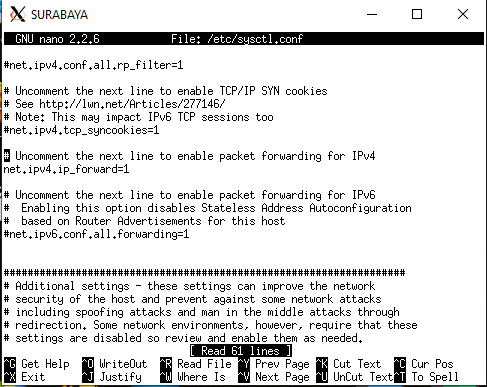 SURABAYA
GNU nano 2.2.6 File: /etc/sysctl.conf
#net.ipv4.conf.all.rp_filter=1
# Uncomment the next line to enable TCP/IP SYN cookies
# See http://lwn.net/Articles/277146/
# Note: This may impact IPv6 TCP sessions too
#net.ipv4.tcp_syncookies=1
# Uncomment the next line to enable packet forwarding for IPv4
net.ipv4.ip_forward=1
# Uncomment the next line to enable packet forwarding for IPv6
#  Enabling this option disables Stateless Address Autoconfiguration
#  based on Router Advertisements for this host
#net.ipv6.conf.all.forwarding=1
###################################################################
# Additional settings - these settings can improve the network
# security of the host and prevent against some network attacks
# including spoofing attacks and man in the middle attacks through
# redirection. Some network environments, however, require that these
# settings are disabled so review and enable them as needed.
[ Read 61 lines ]
^G Get Help ^O WriteOut ^R Read File ^Y Prev Page ^K Cut Text ^C Cur Pos
^X Exit ^J Justify ^W Where Is ^V Next Page ^U UnCut Text ^T To Spell